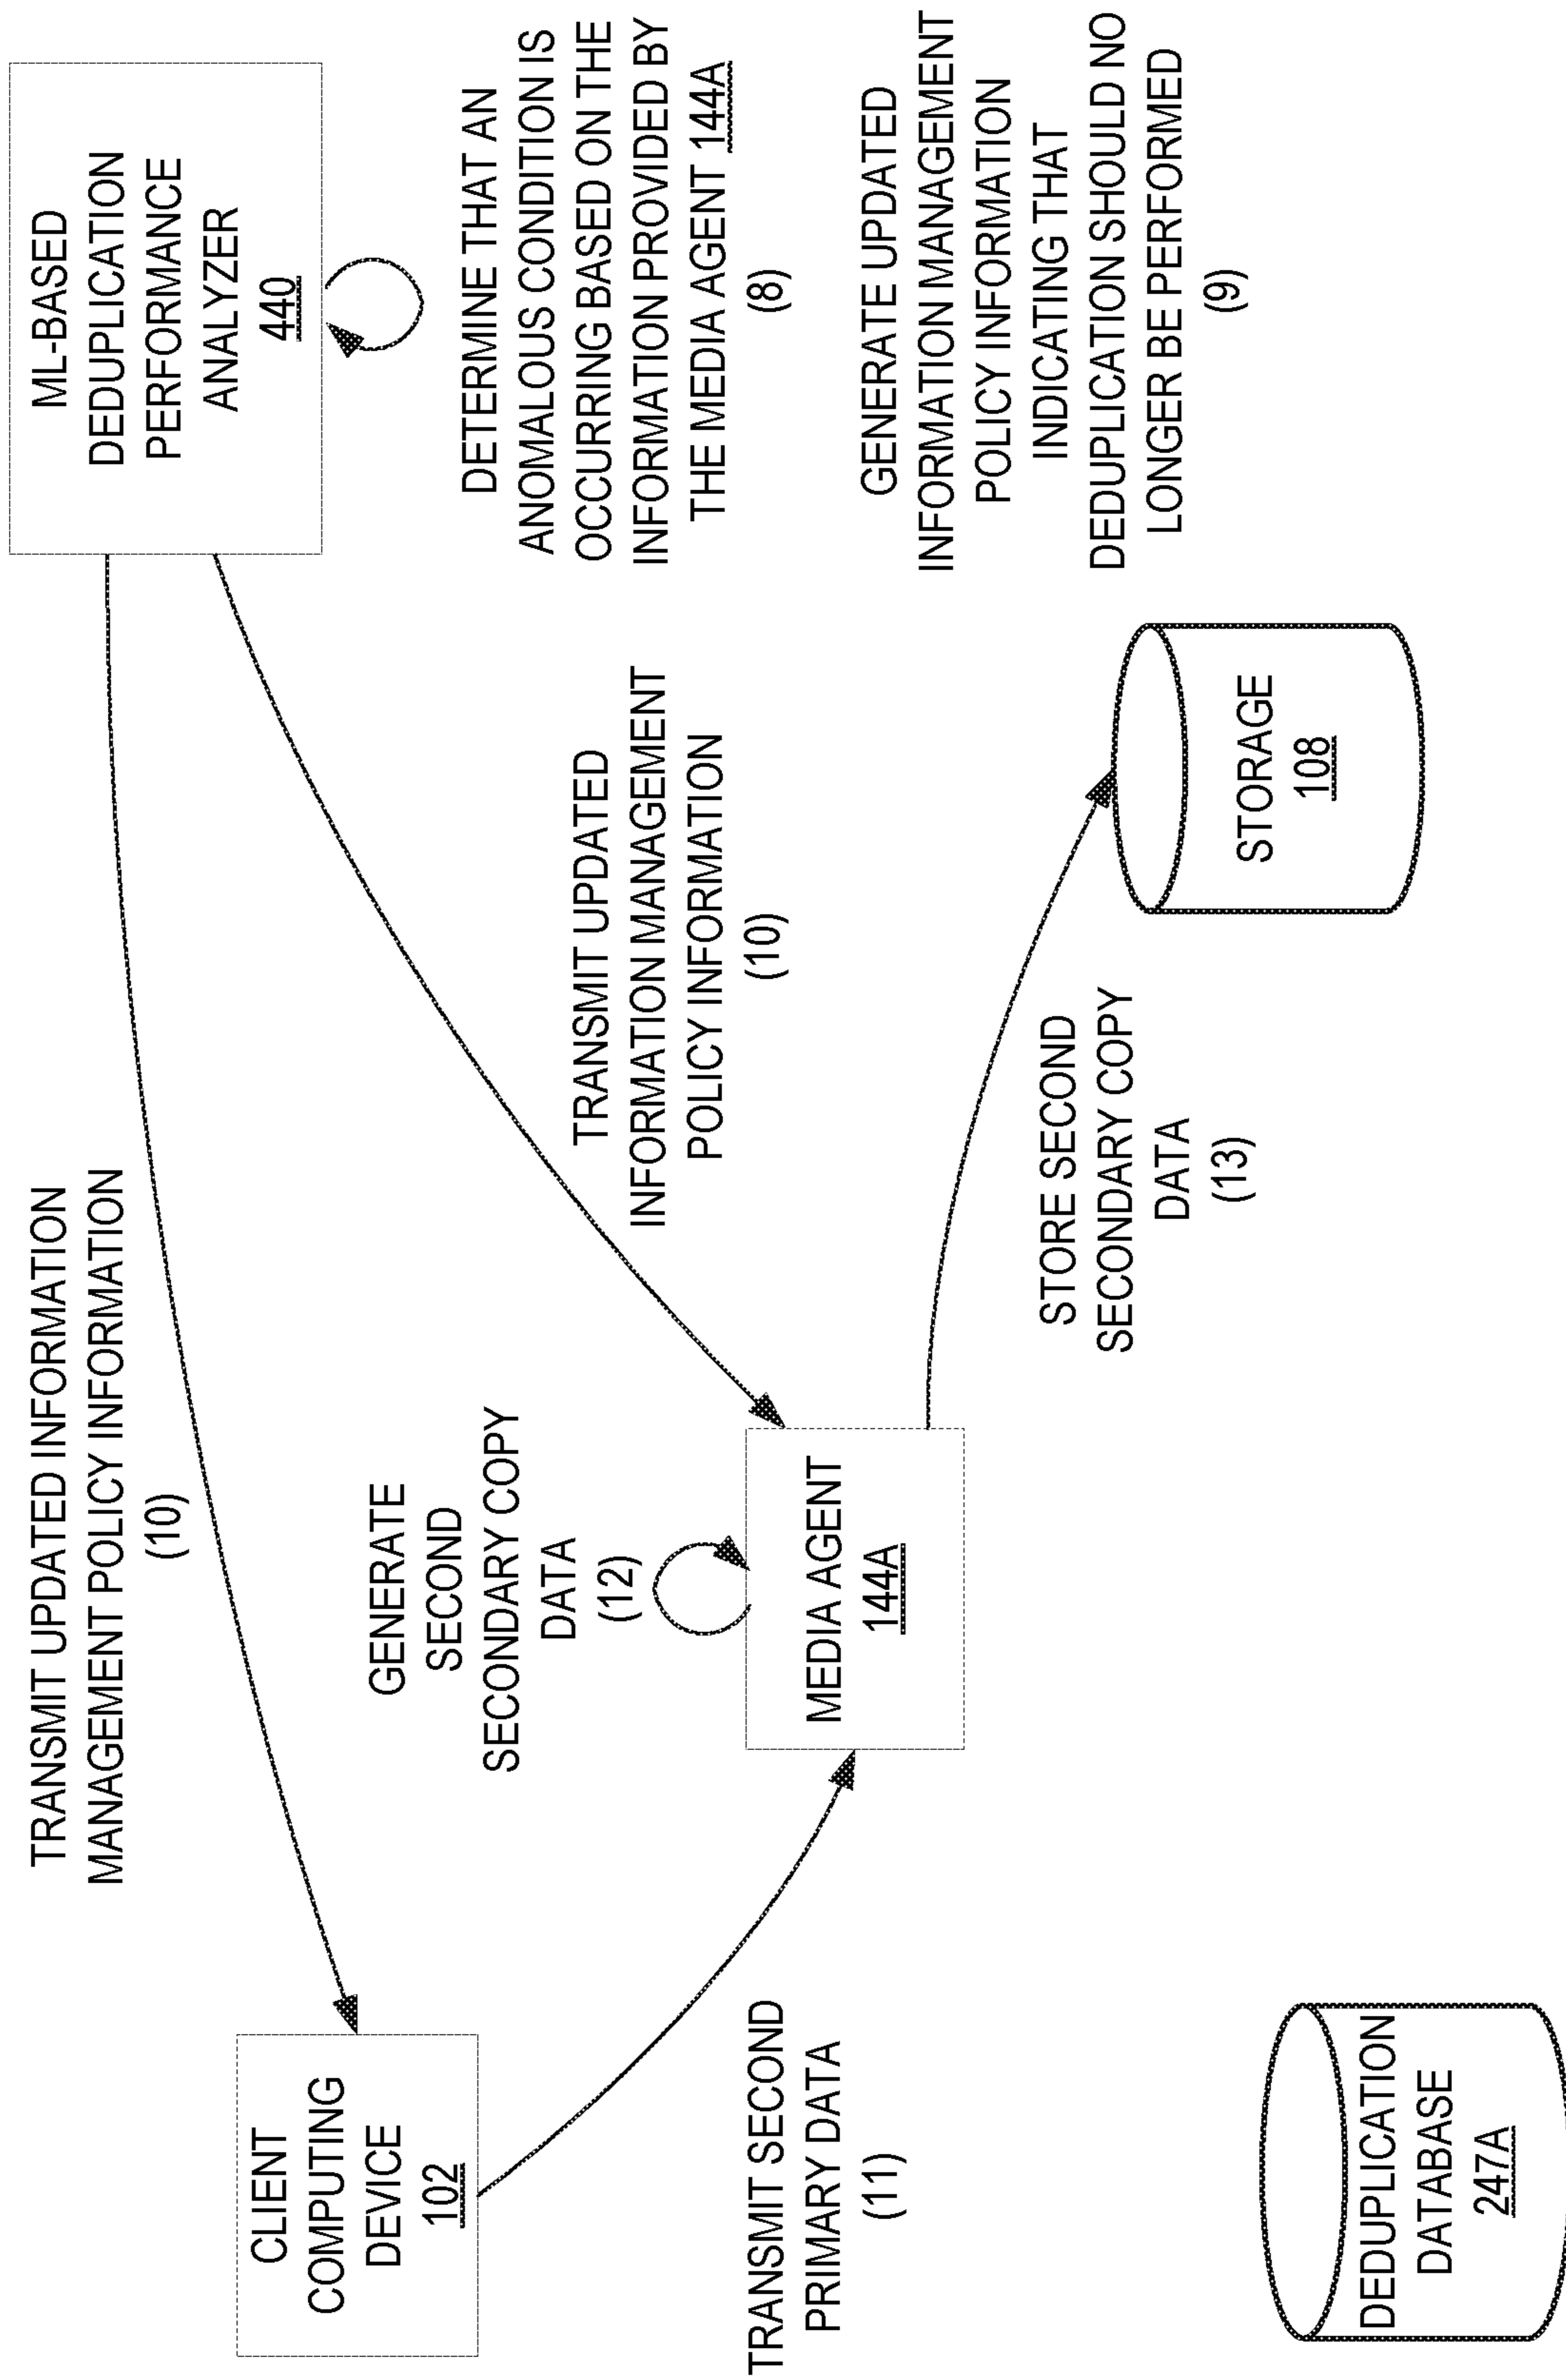 TRANSMIT UPDATED INFORMATION
MANAGEMENT POLICY INFORMATION
(10)
ML-BASED
DEDUPLICATION
PERFORMANCE
ANALYZER
440
CLIENT
COMPUTING
DEVICE
102
GENERATE
SECOND
SECONDARY COPY
DATA
(12)
TRANSMIT UPDATED
INFORMATION MANAGEMENT
POLICY INFORMATION
(10)
DETERMINE THAT AN
ANOMALOUS CONDITION IS
OCCURRING BASED ON THE
INFORMATION PROVIDED BY
THE MEDIA AGENT 144A
(8)
TRANSMIT SECOND
PRIMARY DATA
(11)
MEDIA AGENT
144A
GENERATE UPDATED
INFORMATION MANAGEMENT
POLICY INFORMATION
INDICATING THAT
DEDUPLICATION SHOULD NO
LONGER BE PERFORMED
(9)
STORE SECOND
SECONDARY COPY
DATA
(13)
STORAGE
108
DEDUPLICATION
DATABASE
247A